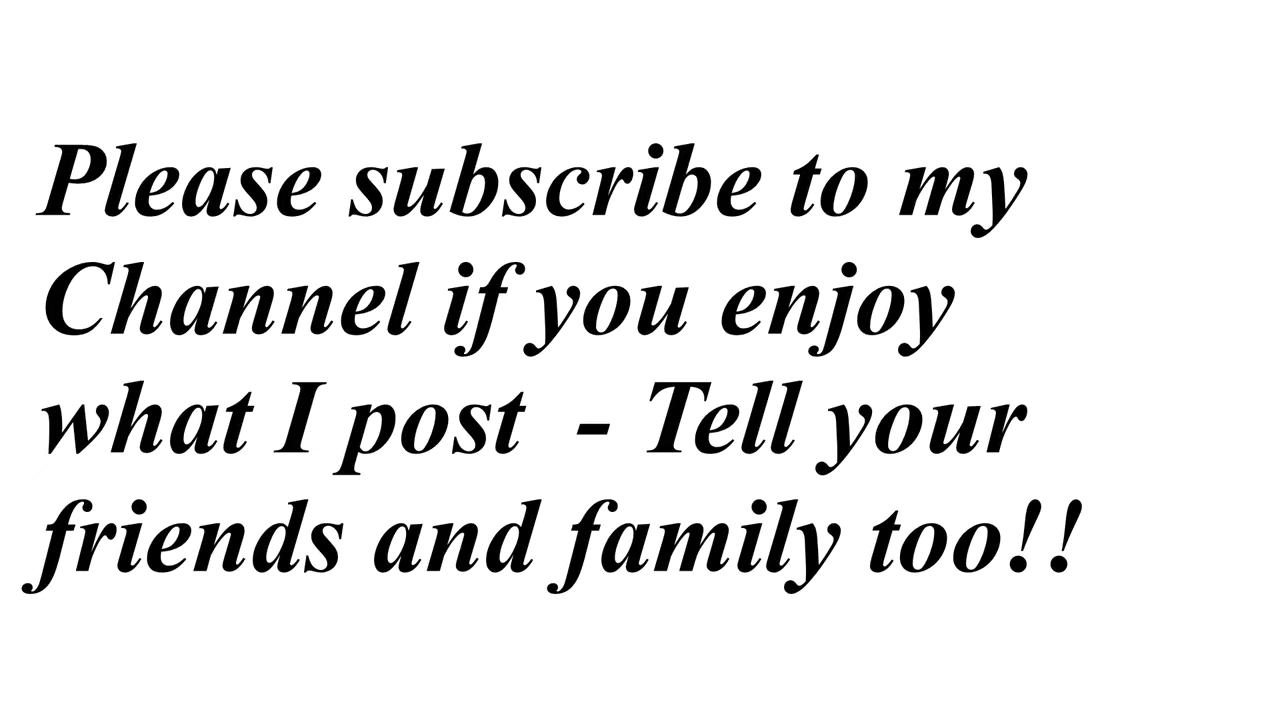 Please subscribe to my
Channel if you enjoy
what I post  - Tell your
friends and family too!!